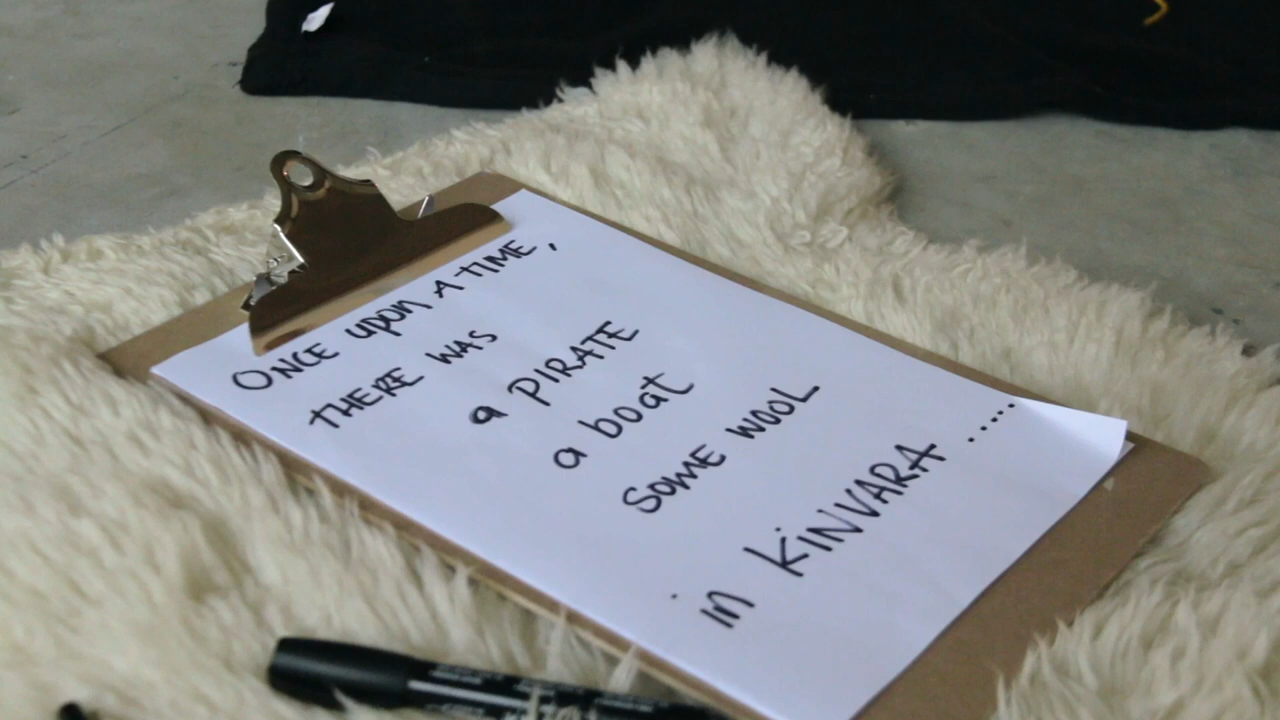 ONCE upon A TIME,
THERE WAS
a PIRATE
a boat
SOME WOOL
in KINVARA ......